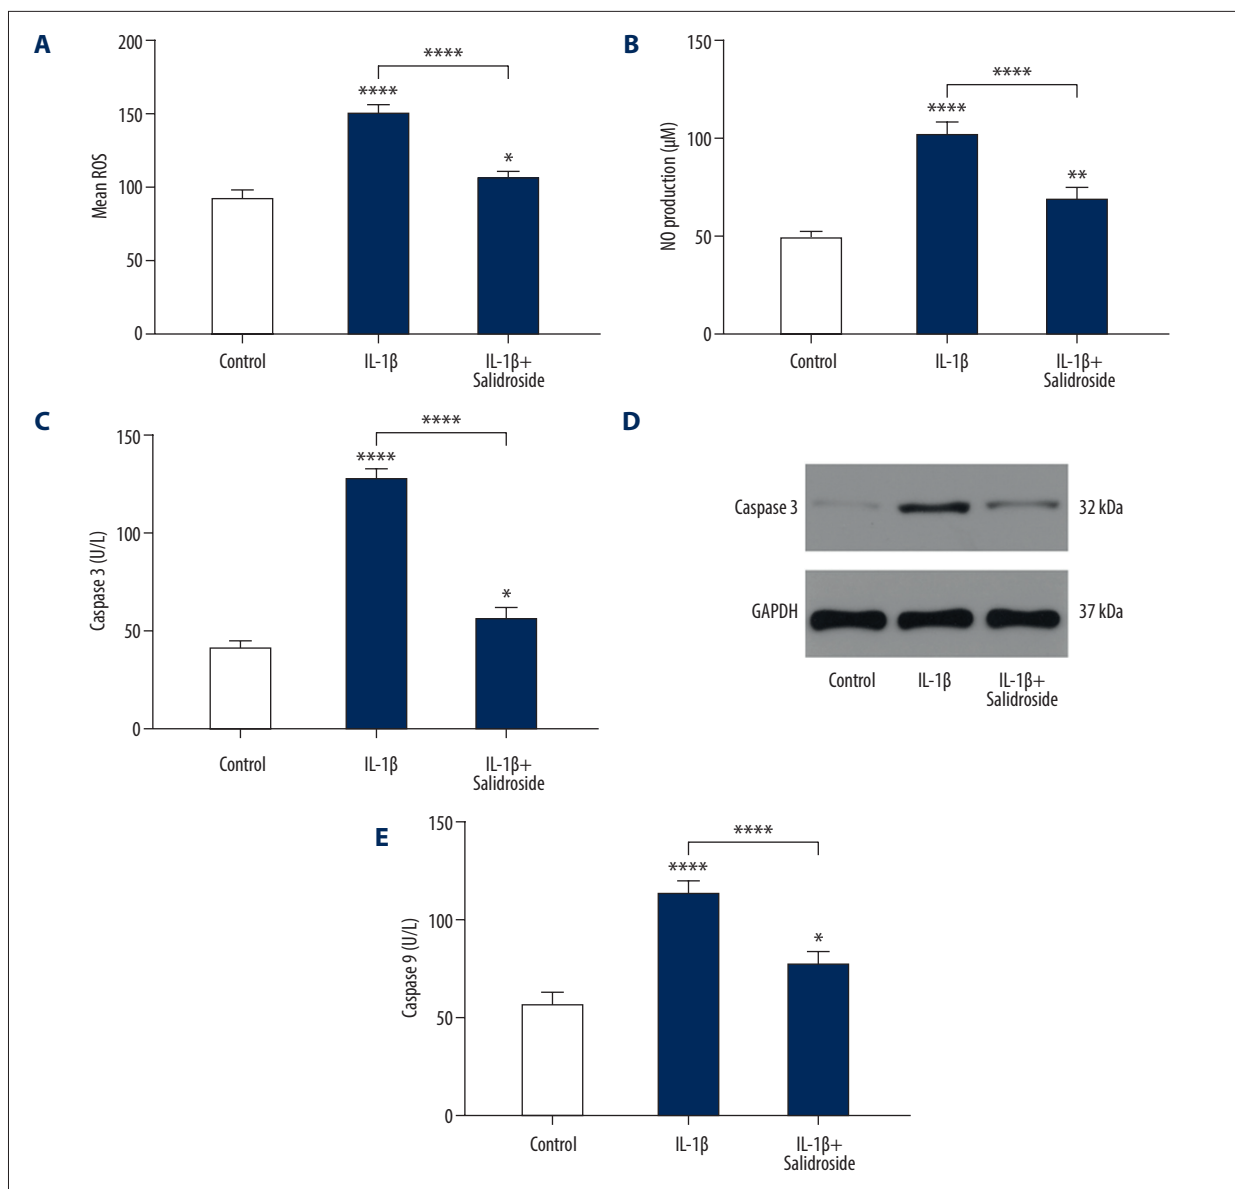 A
Mean ROS
200
150
100
50
0
****
****
*
Control
IL-1β
IL-1β+
Salidroside
B
NO production (μM)
150
100
50
0
****
****
**
Control
IL-1β
IL-1β+
Salidroside
C
Caspase 3 (U/L)
150
100
50
0
****
****
*
Control
IL-1β
IL-1β+
Salidroside
D
Caspase 3
32 kDa
GAPDH
37 kDa
Control
IL-1β
IL-1β+
Salidroside
E
Caspase 9 (U/L)
150
100
50
0
****
****
*
Control
IL-1β
IL-1β+
Salidroside